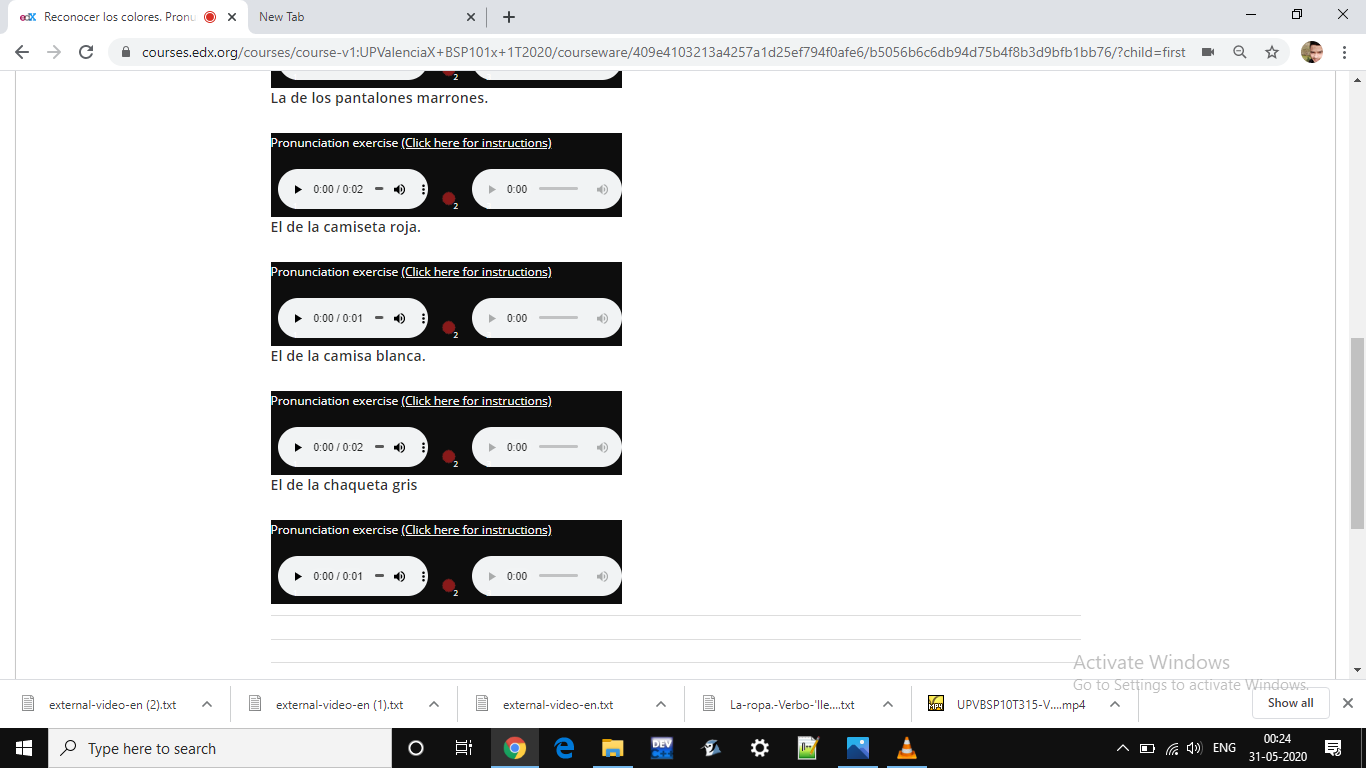 edX Reconocer los colores. Pronu
New Tab
courses.edx.org/courses/course-v1:UPValenciaX+BSP101x+1T2020/courseware/409e4103213a4257a1d25ef794f0afe6/b5056b6c6db94d75b4f8b3d9bfb1bb76/?child=first
2
La de los pantalones marrones.
Pronunciation exercise (Click here for instructions)
0:00 / 0:02 2 0:00
El de la camiseta roja.
Pronunciation exercise (Click here for instructions)
0:00 / 0:01 2 0:00
El de la camisa blanca.
Pronunciation exercise (Click here for instructions)
0:00 / 0:02 2 0:00
El de la chaqueta gris
Pronunciation exercise (Click here for instructions)
0:00 / 0:01 2 0:00
Activate Windows
Go to Settings to activate Windows.
external-video-en (2).txt
external-video-en (1).txt
external-video-en.txt
La-ropa.-Verbo-'lle....txt
UPVBSP10T315-V....mp4
Show all
Type here to search
DEV
ENG
00:24
31-05-2020